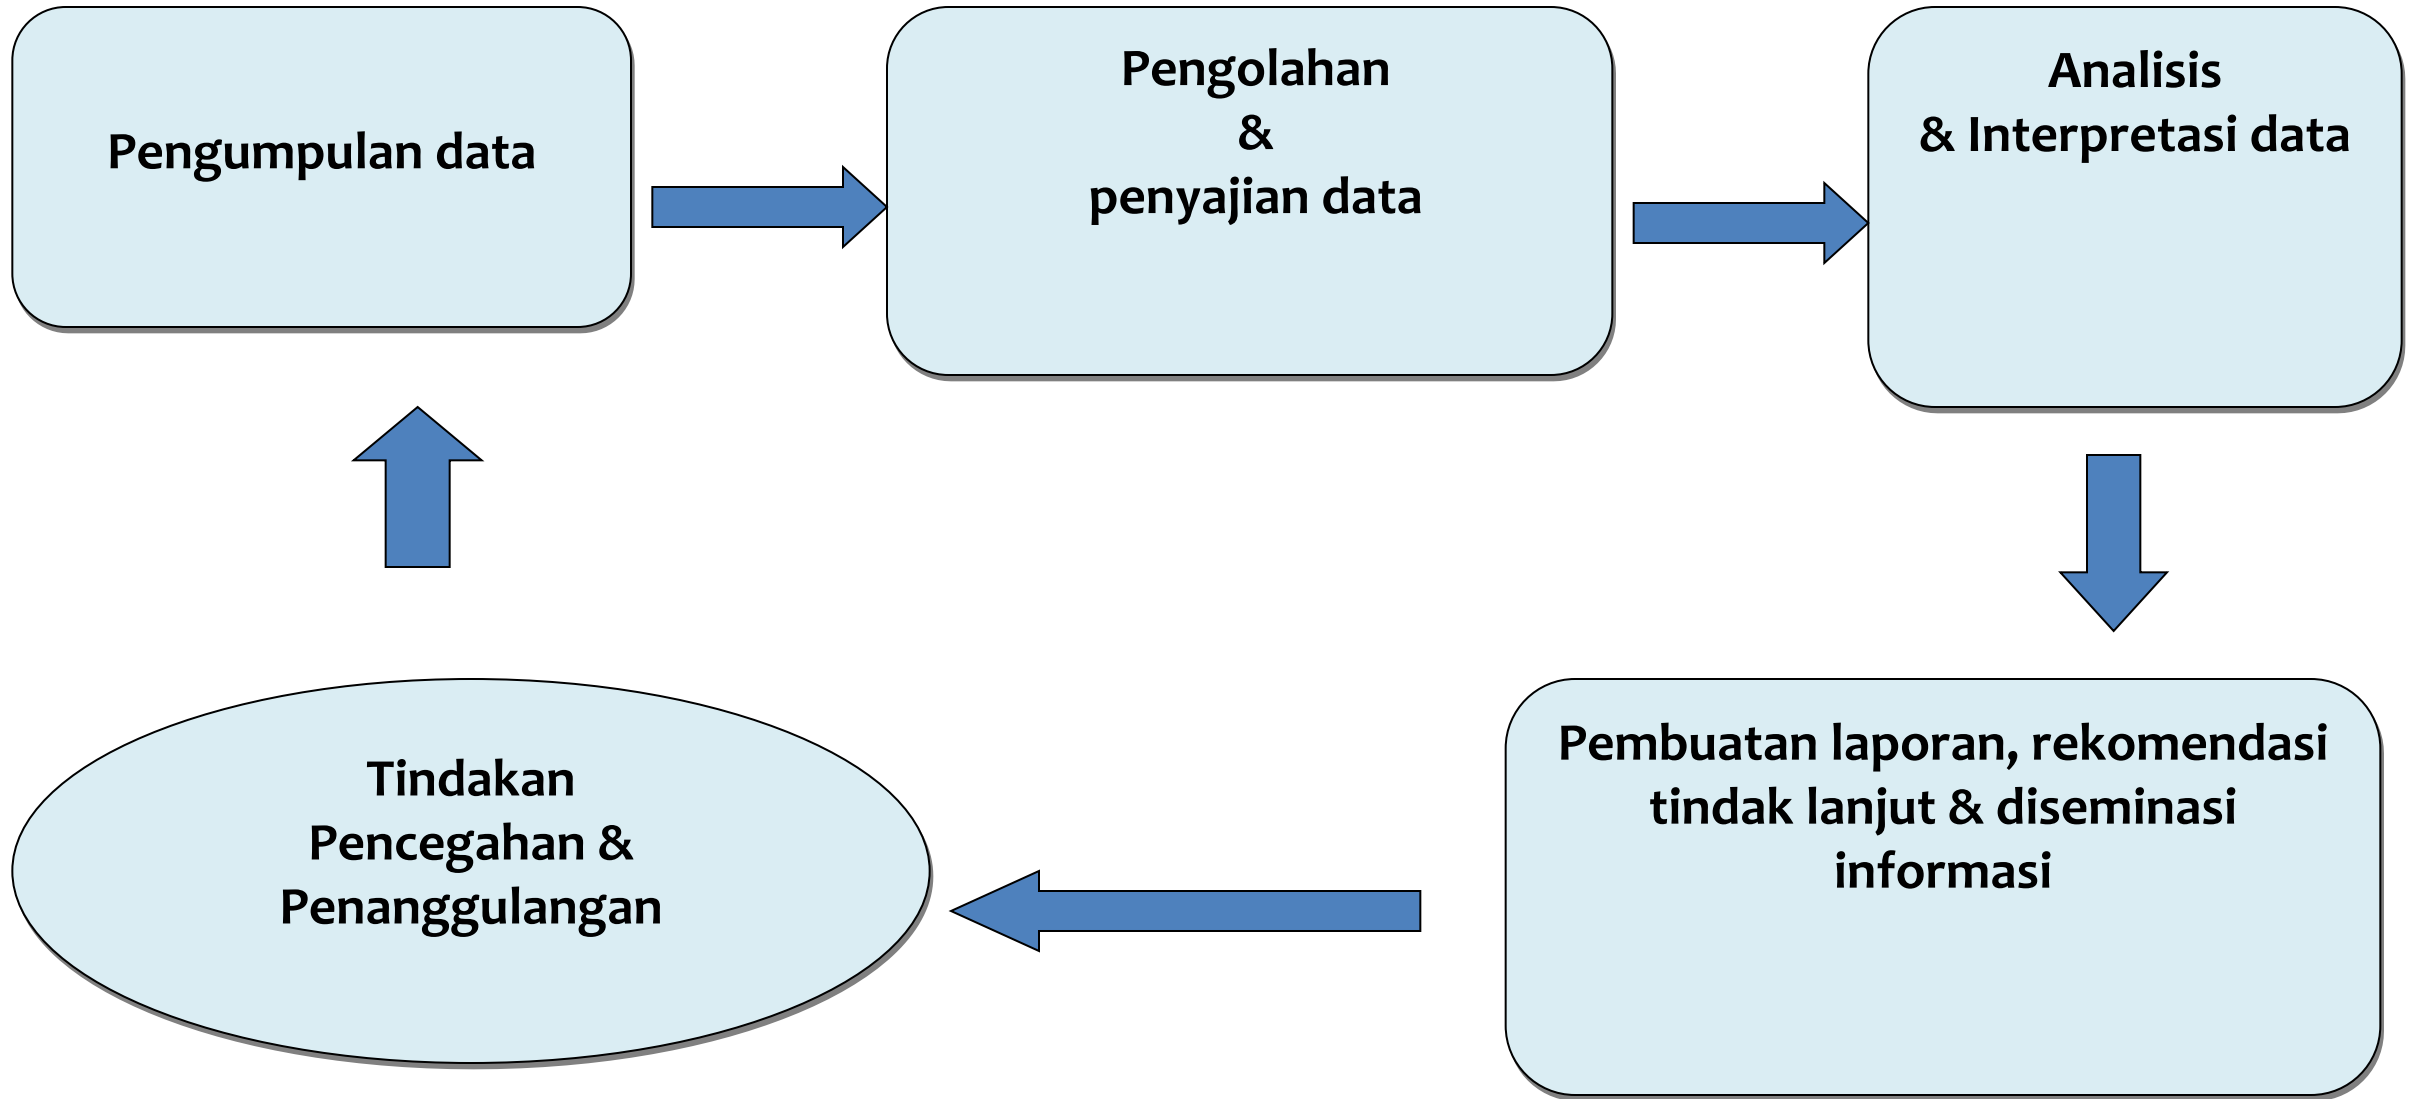 Pengumpulan data
Pengolahan
&
penyajian data
Analisis
& Interpretasi data
Pembuatan laporan, rekomendasi
tindak lanjut & diseminasi
informasi
Tindakan
Pencegahan &
Penanggulangan